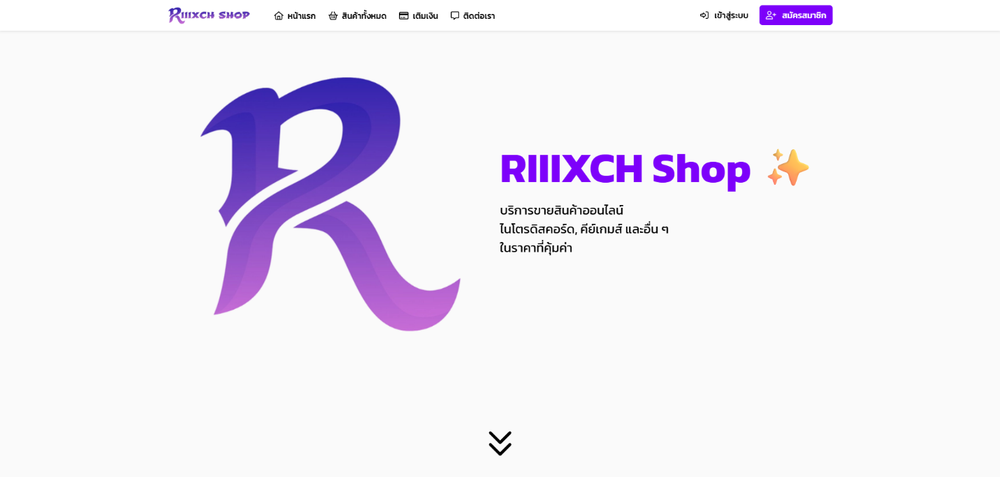 RIIIXCH SHOP
หน้าแรก
สินค้าทั้งหมด
เติมเงิน
ติดต่อเรา
เข้าสู่ระบบ
สมัครสมาชิก
R
RIIIXCH Shop ✨
บริการขายสินค้าออนไลน์
ไนโตรดิสคอร์ด, คีย์เกมส์ และอื่น ๆ
ในราคาที่คุ้มค่า